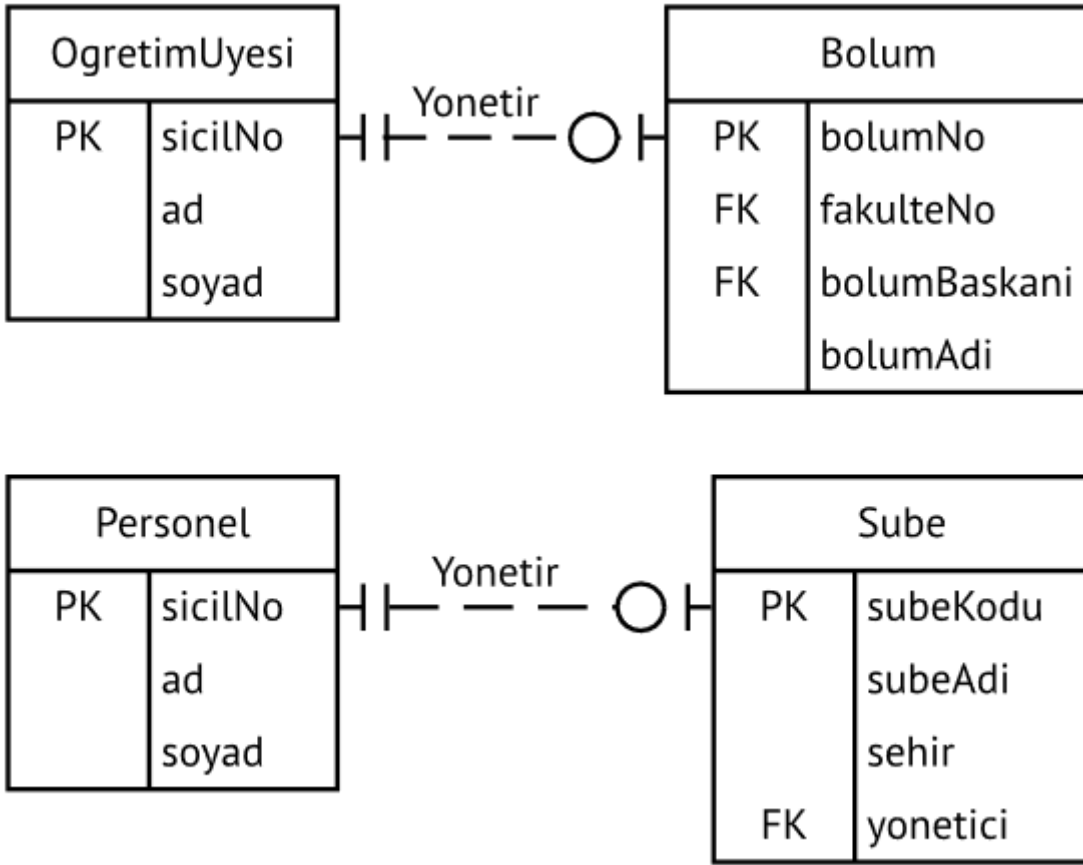 OgretimUyesi
PK sicilNo
ad
soyad
Yonetir
Bolum
PK bolumNo
FK fakulteNo
FK bolumBaskani
bolumAdi
Personel
PK sicilNo
ad
soyad
Yonetir
Sube
PK subeKodu
subeAdi
sehir
FK yonetici